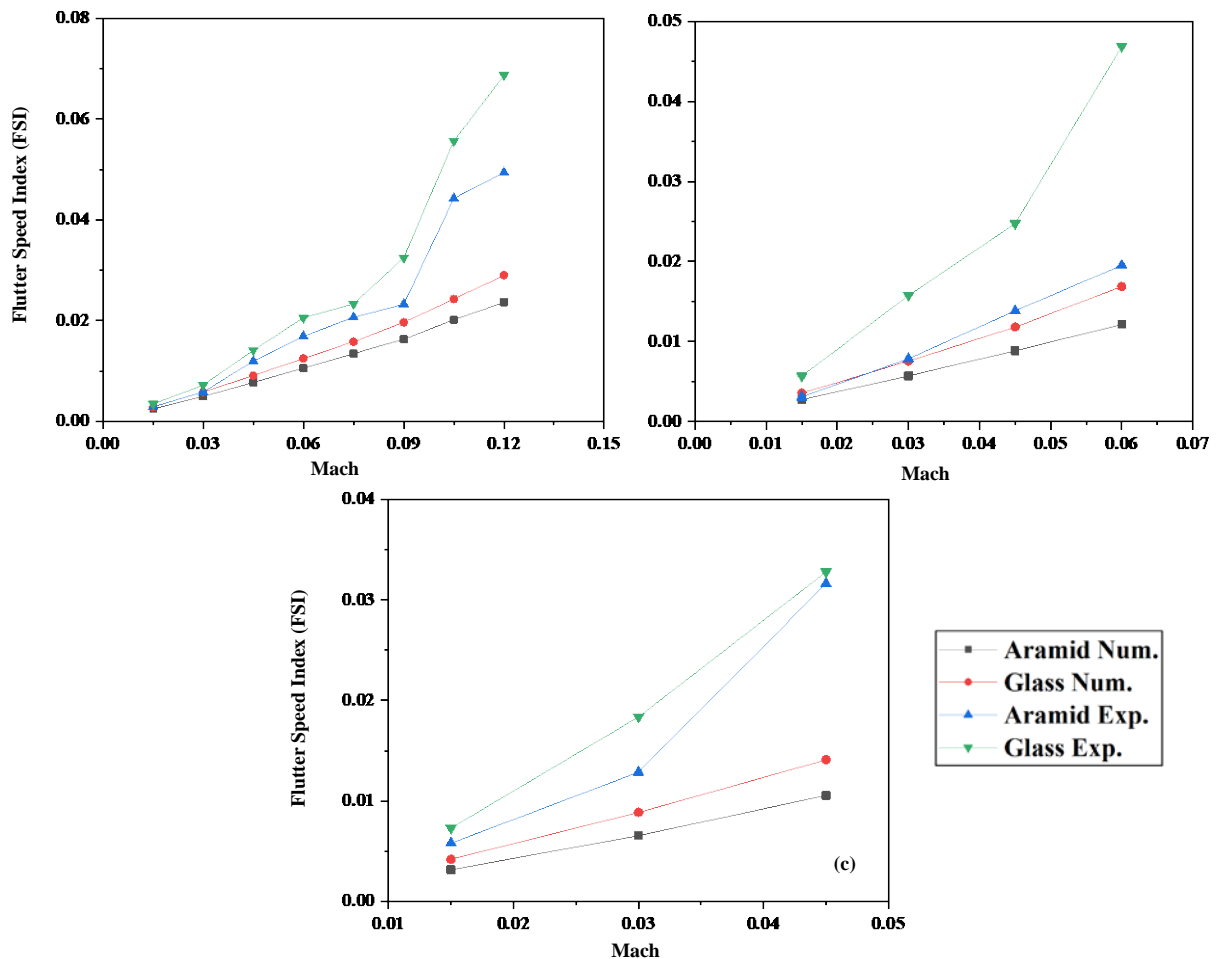 0.08
0.06
0.04
0.02
0.00
Flutter Speed Index (FSI)
0.00 0.03 0.06 0.09 0.12 0.15
Mach
0.05
0.04
0.03
0.02
0.01
0.00
0.00 0.01 0.02 0.03 0.04 0.05 0.06 0.07
Mach
0.04
0.03
0.02
0.01
0.00
Flutter Speed Index (FSI)
(c)
0.01 0.02 0.03 0.04 0.05
Mach
Aramid Num.
Glass Num.
Aramid Exp.
Glass Exp.